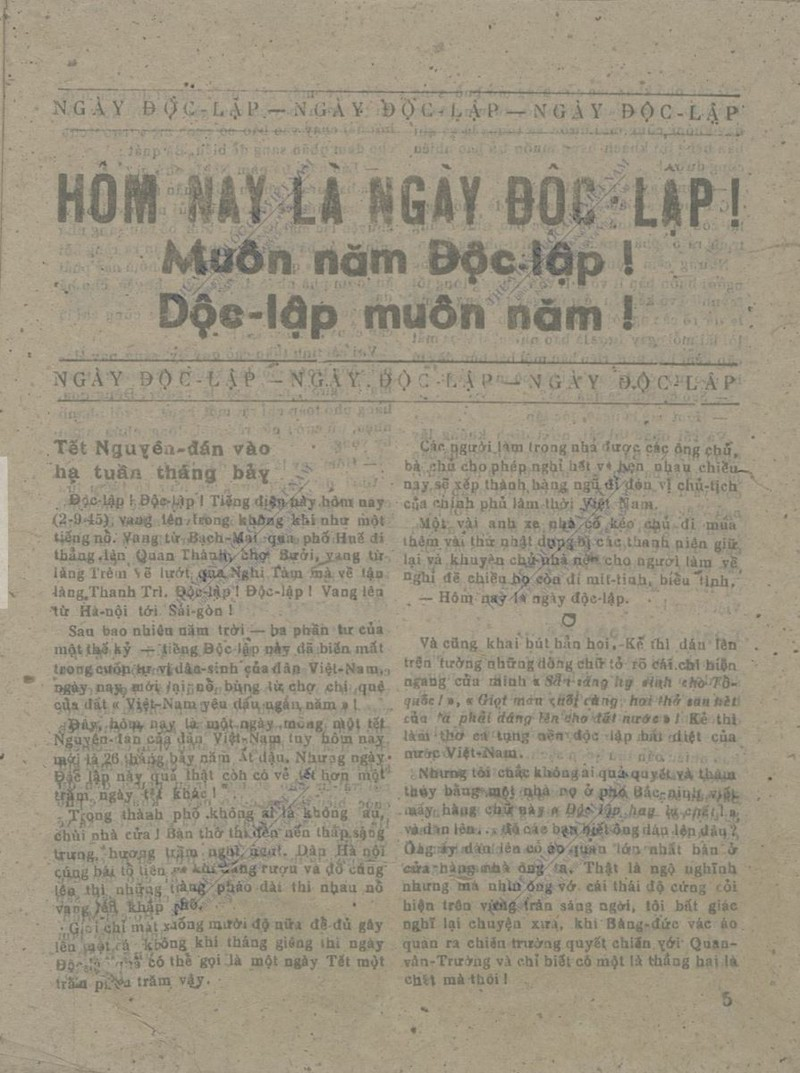 NGÀY ĐỘC-LẬP — NGÀY ĐỘC-LẬP — NGÀY ĐỘC-LẬP
HÔM NAY LÀ NGÀY ĐỘC-LẬP !
Muôn năm Độc-lập !
Độc-lập muôn năm !
NGÀY ĐỘC-LẬP — NGÀY ĐỘC-LẬP — NGÀY ĐỘC-LẬP
Tết Nguyên-đán vào
hạ tuần tháng bảy
Độc-lập ! Độc-lập ! Tiếng điện này hôm nay
(2-9-45) vang lên trong không khí như một
tiếng nổ. Vang từ Bạch-Mai qua phố Huế đi
thẳng lên Quan Thánh, chợ Bưởi, vang từ
làng Trèm về lướt qua Nghi Tàm mà về tận
làng Thanh Trì. Độc-lập ! Độc-lập ! Vang lên
từ Hà-nội tới Sài-gòn !
Sau bao nhiên năm trời — ba phần tư của
một thế kỷ — tiếng Độc lập này đã biến mất
trong cuốn tự vị dân-sinh của dân Việt-Nam,
ngày nay mới lại nổ bùng từ chợ chí quê
của đất « Việt-Nam yêu dấu ngàn năm » !
Đây, hôm nay là một ngày mồng một tết
Nguyên-đán của dân Việt-Nam tuy hôm nay
mới là 26 tháng bảy năm Ất dậu. Nhưng ngày
Độc lập này quả thật còn có vẻ tết hơn một
trăm ngày tết khác !
Trong thành phố không ai là không
chùi nhà cửa ! Bàn thờ thì đèn nến thắp sáng
trưng, hương trầm nghi ngút. Dân Hà nội
cúng bái tổ tiên khi dâng rượu và đồ cúng
lên thì những tràng pháo dài thi nhau nổ
vang lên khắp phố.
Giời chỉ mát xuống mười độ nữa để đủ gây
lên một không khí tháng giêng thì ngày
Độc có thể gọi là một ngày Tết một
trăm trăm vậy.
Các người làm trong nhà được các ông chủ,
bà chủ cho phép nghỉ hết và hẹn nhau chiều
nay sẽ xếp thành hàng ngũ đi đón vị chủ-tịch
của chính phủ lâm thời Việt Nam.
Một vài anh xe nhà có kéo chủ đi mua
thêm vài thứ nhật dụng bị các thanh niên giữ
lại và khuyên chủ nhà nên cho người làm về
nghỉ để chiều họ còn đi mít-tinh, biểu tình.
— Hôm nay là ngày độc-lập.
Và cũng khai bút hẳn hoi. Kẻ thì dán lên
trên tường những dòng chữ tỏ rõ cái chí hiên
ngang của mình « Sẵn sàng hy sinh cho Tổ-
quốc ! », « Giọt máu cuối cùng, hơi thở sau hết
của ta phải dâng lên cho đất nước » ! Kẻ thì
làm thơ ca tụng nền độc lập bất diệt của
nước Việt-Nam.
Nhưng tôi chắc không ai quả quyết và thâm
thúy bằng một nhà nọ ở phố Bắc-ninh viết
mấy hàng chữ này « Độc lập hay là chết ! »
và dán lên... đố các bạn biết ông dán lên đâu ?
Ông ấy dán lên cỗ áo quan lớn nhất bán ở
cửa hàng nhà ông ta. Thật là ngộ nghĩnh
nhưng mà nhìn ông với cái thái độ cứng cỏi
hiện trên vừng trán sáng ngời, tôi bất giác
nghĩ lại chuyện xưa, khi Bàng-đức vác áo
quan ra chiến trường quyết chiến với Quan-
vân-Trường và chỉ biết có một là thắng hai là
chết mà thôi !
5